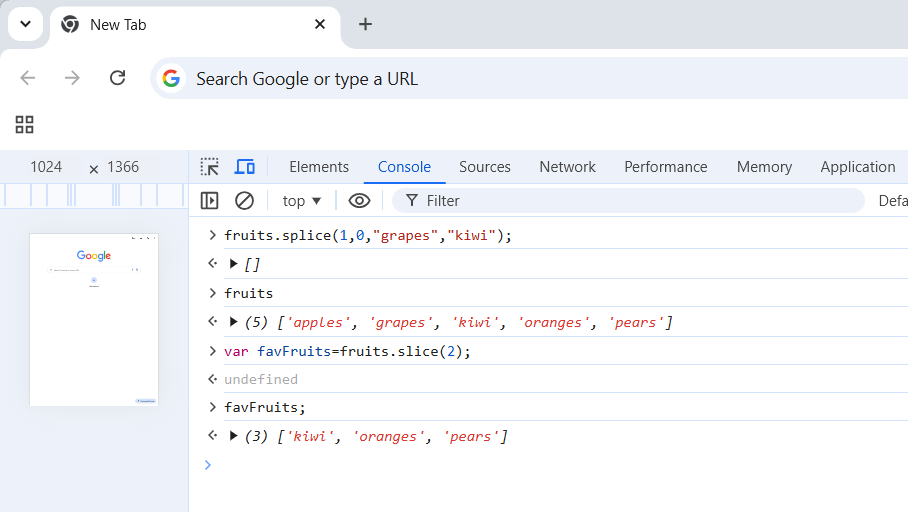 New Tab
Search Google or type a URL
1024 × 1366
Elements Console Sources Network Performance Memory Application
top ▼ Filter Defa
> fruits.splice(1,0,"grapes","kiwi");
<· ▶ []
> fruits
<· ▶ (5) ['apples', 'grapes', 'kiwi', 'oranges', 'pears']
> var favFruits=fruits.slice(2);
<· undefined
> favFruits;
<· ▶ (3) ['kiwi', 'oranges', 'pears']
>
Google